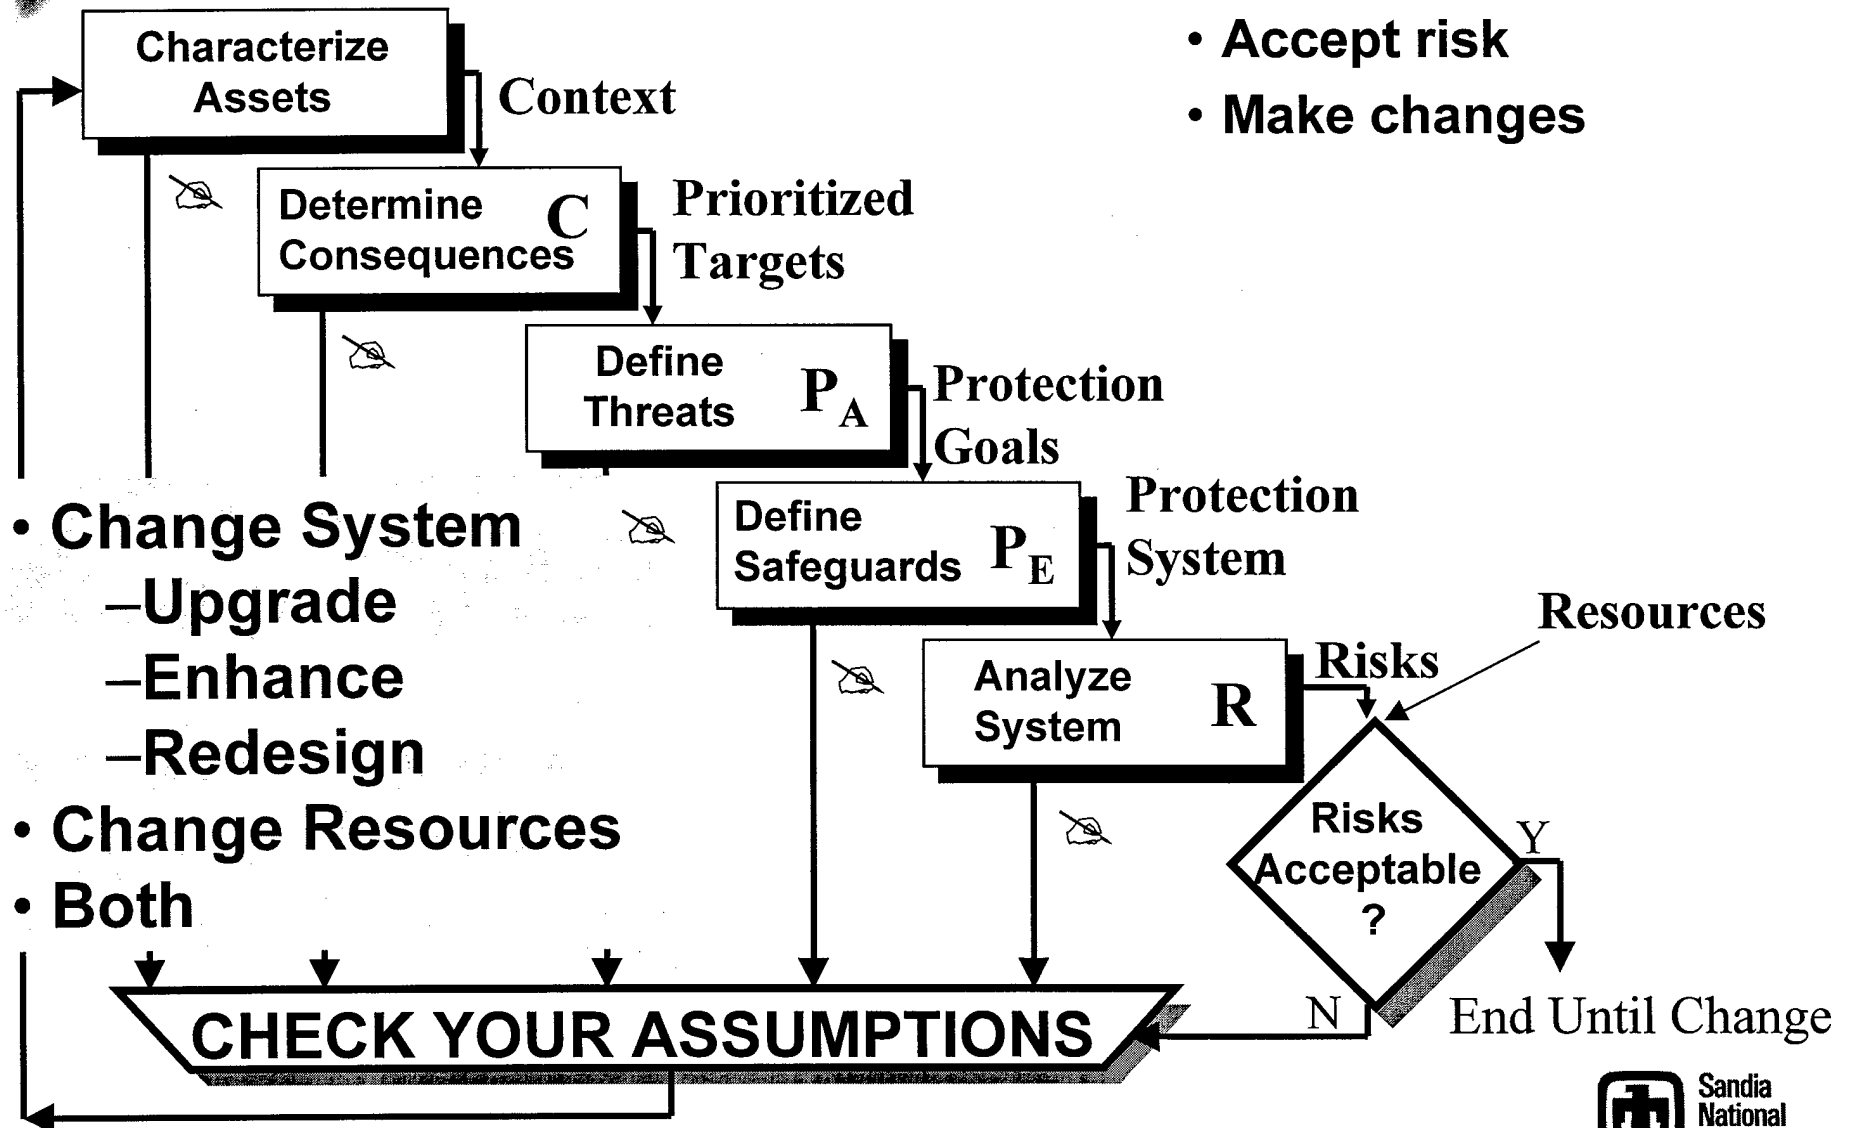 Characterize
Assets
Context
• Accept risk
• Make changes
Determine
Consequences
C
Prioritized
Targets
Define
Threats
P_A
Protection
Goals
Define
Safeguards
P_E
Protection
System
• Change System
–Upgrade
–Enhance
–Redesign
• Change Resources
• Both
Analyze
System
R
Risks
Resources
Risks
Acceptable
?
Y
N
End Until Change
CHECK YOUR ASSUMPTIONS
Sandia
National